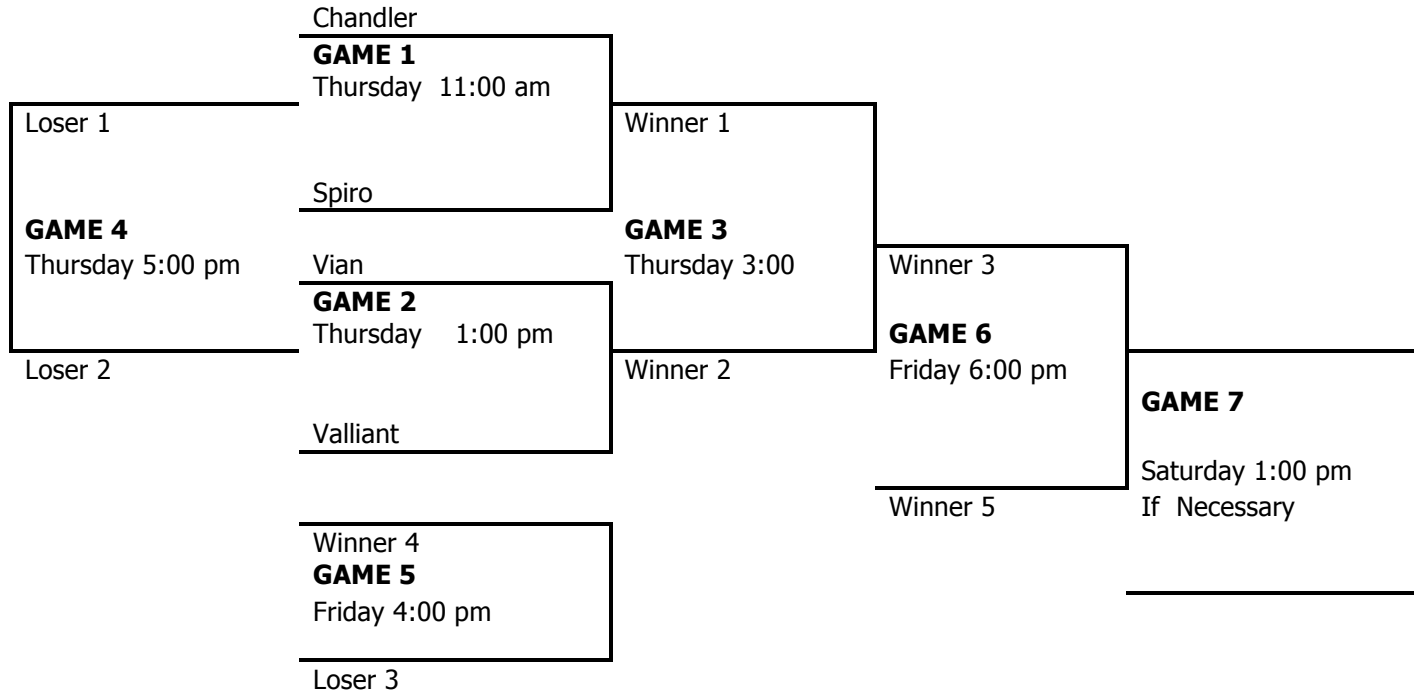 Chandler
GAME 1
Thursday 11:00 am
Loser 1
Winner 1
Spiro
GAME 4
GAME 3
Thursday 5:00 pm
Vian
Thursday 3:00
Winner 3
GAME 2
Thursday 1:00 pm
GAME 6
Loser 2
Winner 2
Friday 6:00 pm
GAME 7
Valliant
Saturday 1:00 pm
Winner 5
If Necessary
Winner 4
GAME 5
Friday 4:00 pm
Loser 3